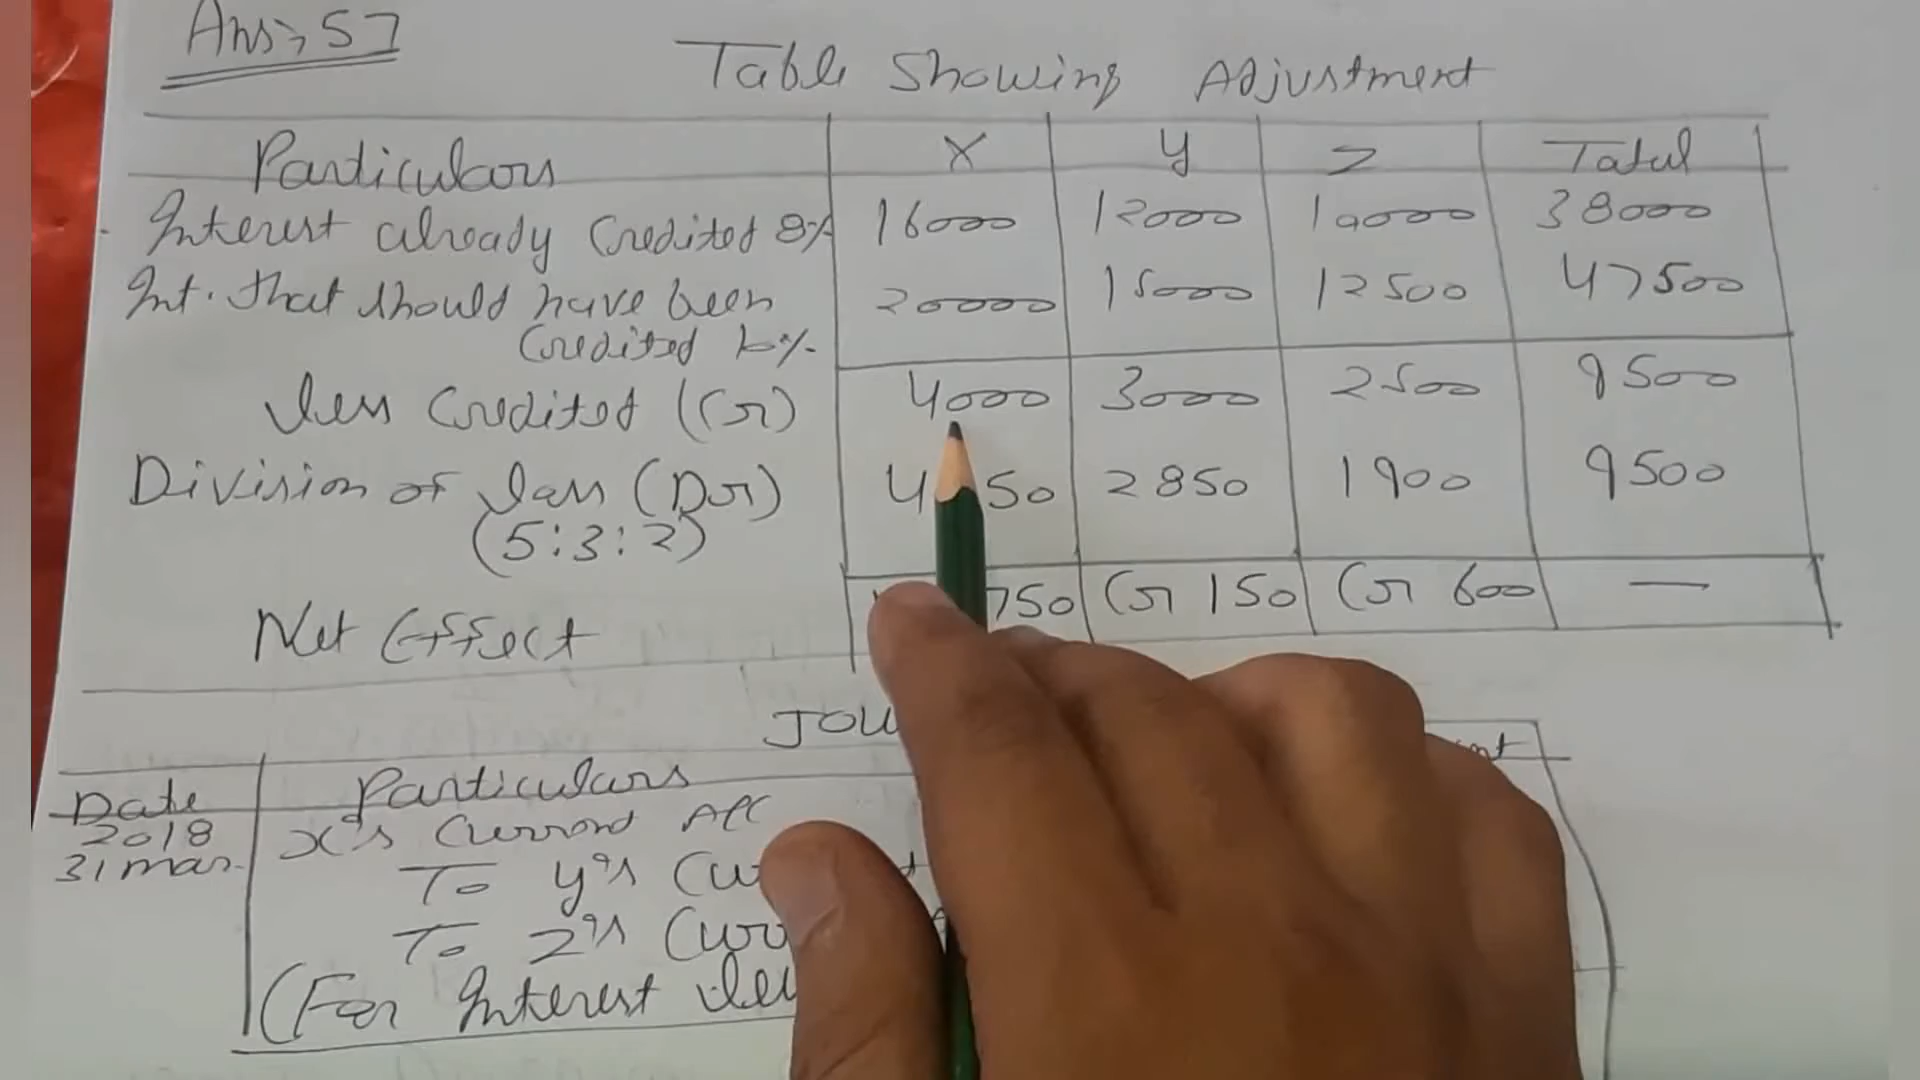 Ans→57
Table Showing Adjustment
Particulars X Y Z Total
Interest already Credited 8% 16000 12000 10000 38000
Int. that should have been 20000 15000 12500 47500
Credited 10%
less Credited (Cr) 4000 3000 2500 9500
Division of loss (Dr) 4 50 2850 1900 9500
(5:3:2)
Net Effect 750 Cr 150 Cr 600 —
JOU
Date Particulars
2018 X's Current A/C
31 mar. To Y's Cu
To Z's Curr
(For Interest le